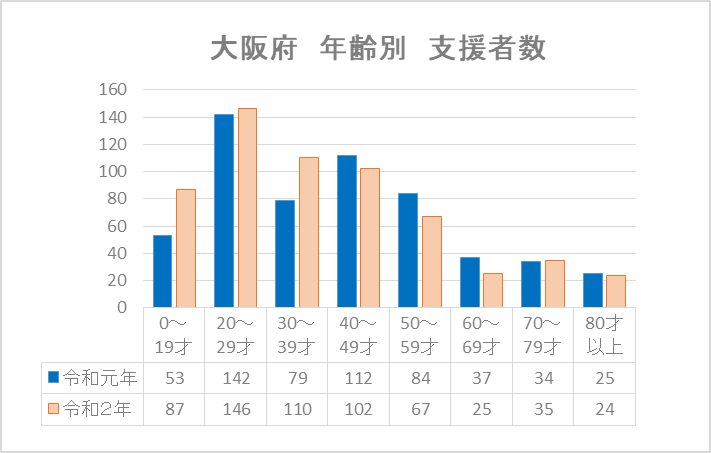 大阪府　年齢別　支援者数
160
140
120
100
80
60
40
20
0
0～ 20～ 30～ 40～ 50～ 60～ 70～ 80才
19才 29才 39才 49才 59才 69才 79才 以上
令和元年 53 142 79 112 84 37 34 25
令和２年 87 146 110 102 67 25 35 24